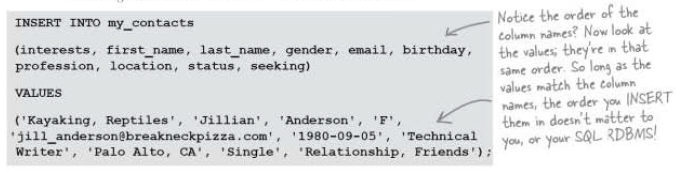 INSERT INTO my_contacts
(interests, first_name, last_name, gender, email, birthday,
profession, location, status, seeking)
VALUES
('Kayaking, Reptiles', 'Jillian', 'Anderson', 'F',
'jill_anderson@breakneckpizza.com', '1980-09-05', 'Technical
Writer', 'Palo Alto, CA', 'Single', 'Relationship, Friends');
Notice the order of the
column names? Now look at
the values; they're in that
same order. So long as the
values match the column
names, the order you INSERT
them in doesn't matter to
you, or your SQL RDBMS!